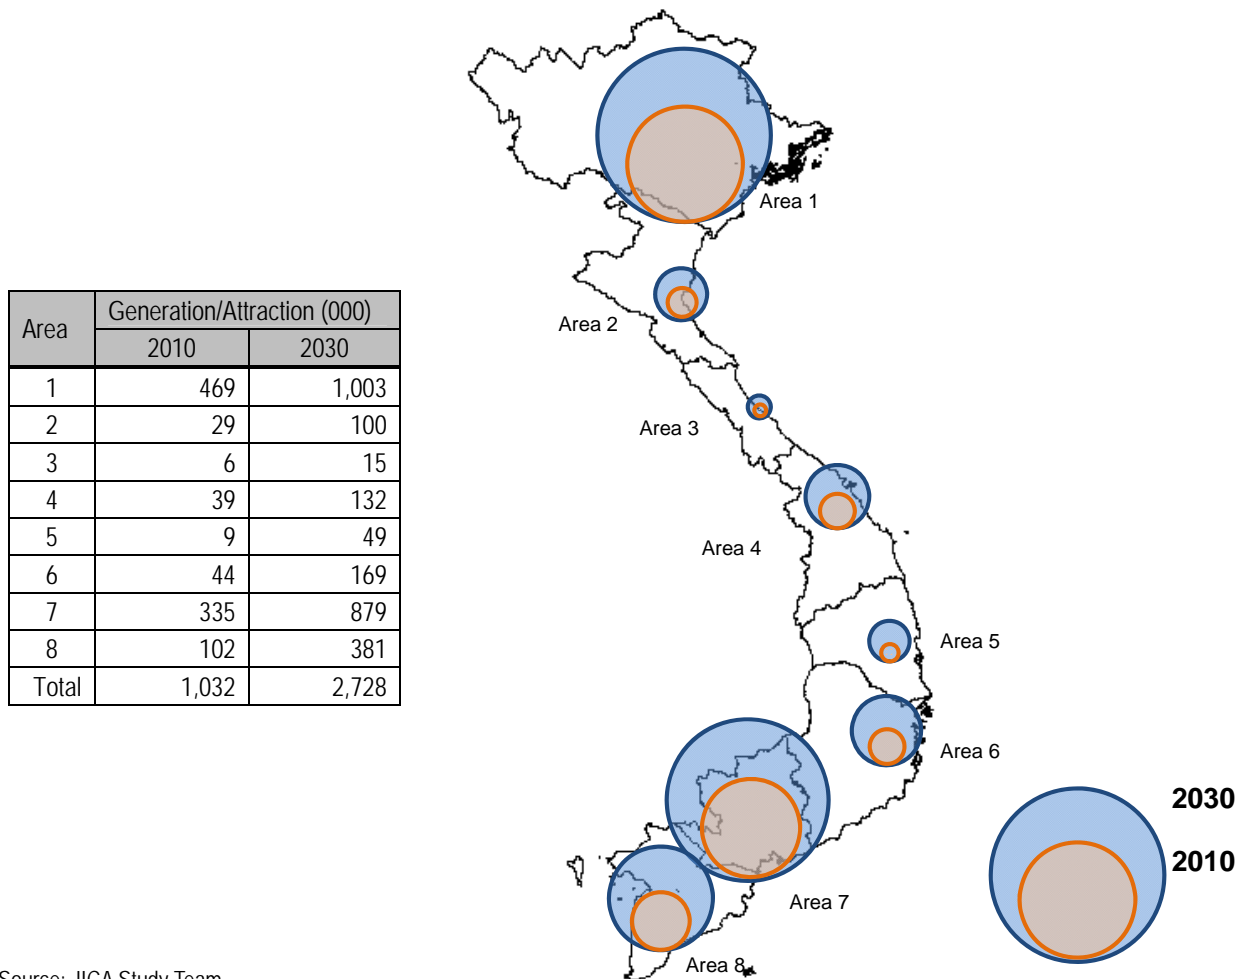 Area Generation/Attraction (000)
2010 2030
1 469 1,003
2 29 100
3 6 15
4 39 132
5 9 49
6 44 169
7 335 879
8 102 381
Total 1,032 2,728
Area 1
Area 2
Area 3
Area 4
Area 5
Area 6
Area 7
Area 8
2030
2010
Source: JICA Study Team